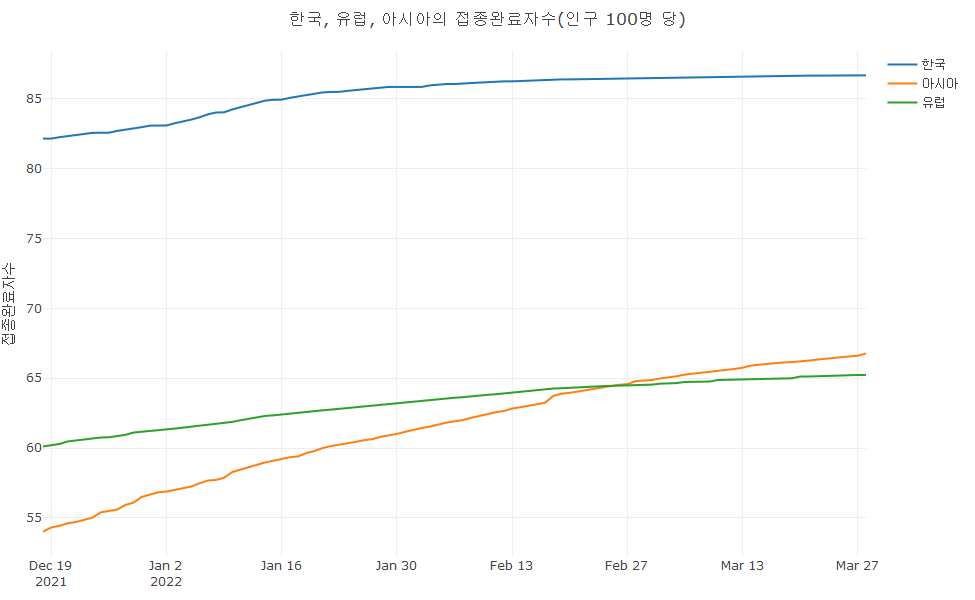 한국, 유럽, 아시아의 접종완료자수(인구 100명 당)
한국
아시아
유럽
접종완료자수
85
80
75
70
65
60
55
Dec 19
2021
Jan 2
2022
Jan 16
Jan 30
Feb 13
Feb 27
Mar 13
Mar 27